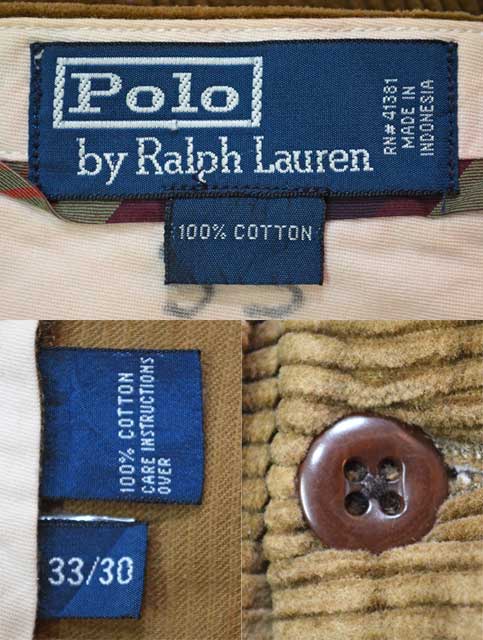 Polo
by Ralph Lauren
RN# 41381
MADE IN
INDONESIA
100% COTTON
100% COTTON
CARE INSTRUCTIONS
OVER
33/30